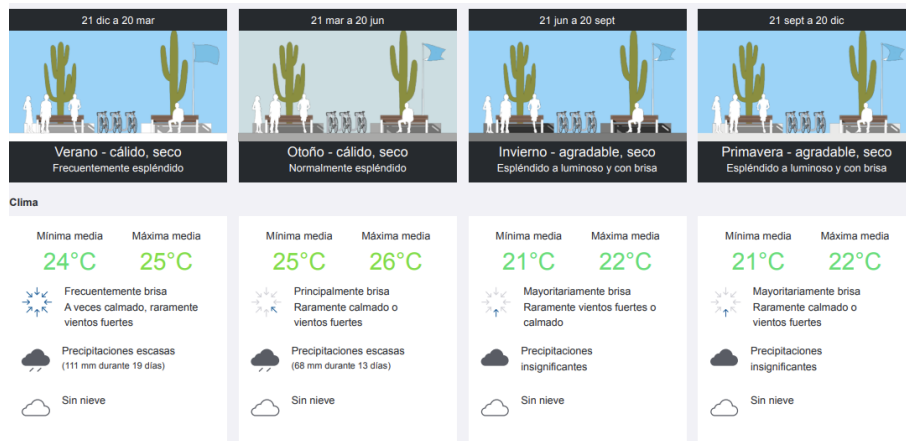 21 dic a 20 mar
Verano - cálido, seco
Frecuentemente espléndido
21 mar a 20 jun
Otoño - cálido, seco
Normalmente espléndido
21 jun a 20 sept
Invierno - agradable, seco
Espléndido a luminoso y con brisa
21 sept a 20 dic
Primavera - agradable, seco
Espléndido a luminoso y con brisa
Clima
Mínima media Máxima media
24°C 25°C
Frecuentemente brisa
A veces calmado, raramente
vientos fuertes
Precipitaciones escasas
(111 mm durante 19 días)
Sin nieve
Mínima media Máxima media
25°C 26°C
Principalmente brisa
Raramente calmado o
vientos fuertes
Precipitaciones escasas
(68 mm durante 13 días)
Sin nieve
Mínima media Máxima media
21°C 22°C
Mayoritariamente brisa
Raramente vientos fuertes o
calmado
Precipitaciones
insignificantes
Sin nieve
Mínima media Máxima media
21°C 22°C
Mayoritariamente brisa
Raramente calmado o
vientos fuertes
Precipitaciones
insignificantes
Sin nieve